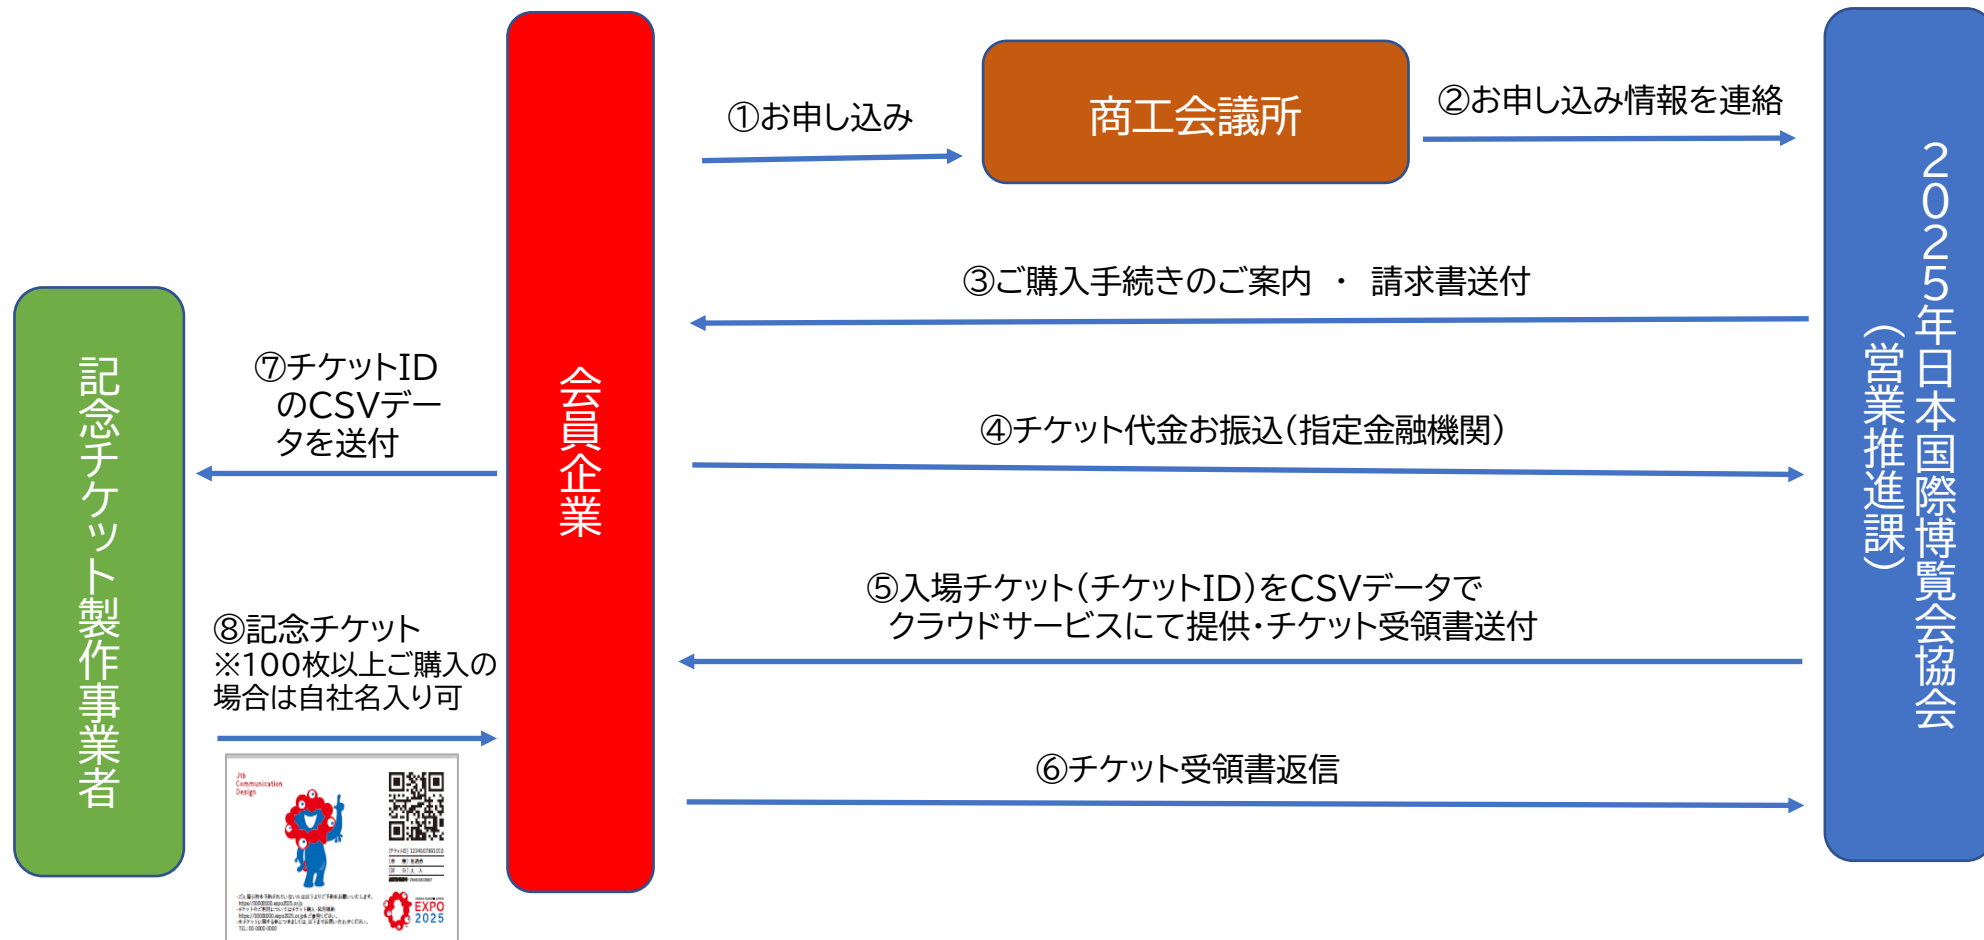 ①お申し込み
商工会議所
②お申し込み情報を連絡
2025年日本国際博覧会協会
（営業推進課）
③ご購入手続きのご案内 ・ 請求書送付
会員企業
④チケット代金お振込（指定金融機関）
⑤入場チケット（チケットID）をCSVデータで
クラウドサービスにて提供・チケット受領書送付
⑥チケット受領書返信
記念チケット製作事業者
⑦チケットID
のCSVデー
タを送付
⑧記念チケット
※100枚以上ご購入の
場合は自社名入り可
Jtb
Communication
Design
EXPO
2025